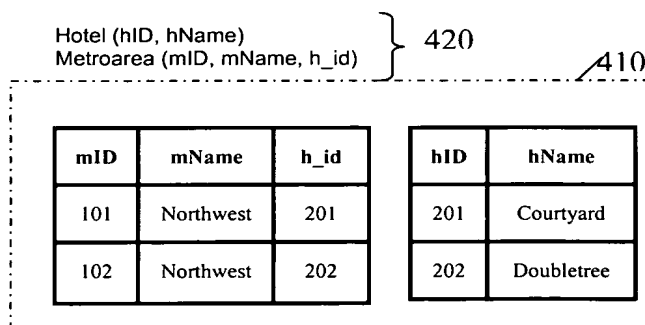 Hotel (hID, hName)
Metroarea (mID, mName, h_id)
420
410
mID mName h_id
101 Northwest 201
102 Northwest 202
hID hName
201 Courtyard
202 Doubletree